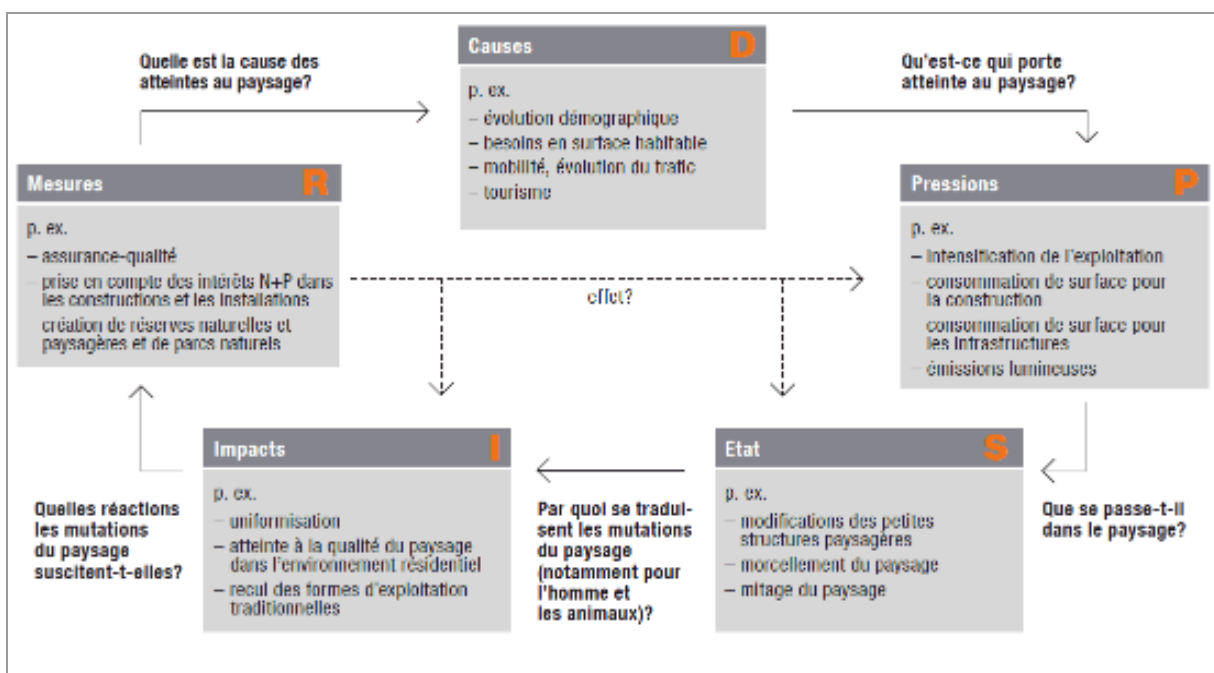 Quelle est la cause des
atteintes au paysage?
Causes D
p. ex.
– évolution démographique
– besoins en surface habitable
– mobilité, évolution du trafic
– tourisme
Qu'est-ce qui porte
atteinte au paysage?
Mesures R
p. ex.
– assurance-qualité
– prise en compte des intérêts N+P dans
les constructions et les installations
création de réserves naturelles et
paysagères et de parcs naturels
effet?
Pressions P
p. ex.
– intensification de l'exploitation
– consommation de surface pour
la construction
consommation de surface pour
les infrastructures
– émissions lumineuses
Quelles réactions
les mutations
du paysage
suscitent-t-elles?
Impacts I
p. ex.
– uniformisation
– atteinte à la qualité du paysage
dans l'environnement résidentiel
– recul des formes d'exploitation
traditionnelles
Par quoi se tradui-
sent les mutations
du paysage
(notamment pour
l'homme et
les animaux)?
Etat S
p. ex.
– modifications des petites
structures paysagères
– morcellement du paysage
– mitage du paysage
Que se passe-t-il
dans le paysage?